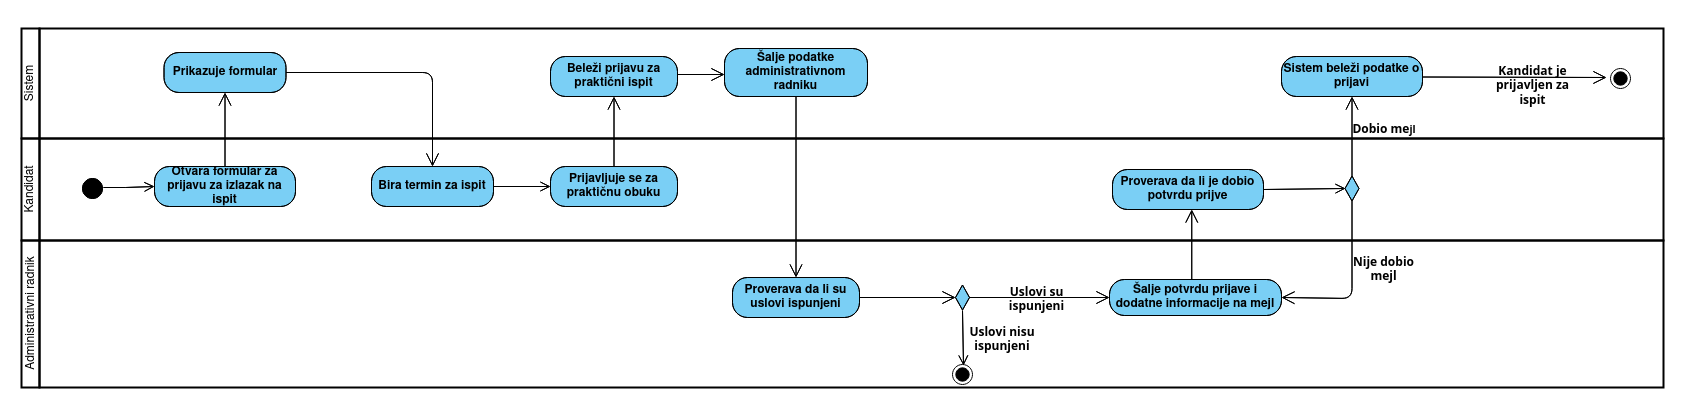 Sistem
Prikazuje formular
Beleži prijavu za
praktični ispit
Šalje podatke
administrativnom
radniku
Sistem beleži podatke o
prijavi
Kandidat je
prijavljen za
ispit
Dobio mejl
Kandidat
Otvara formular za
prijavu za izlazak na
ispit
Bira termin za ispit
Prijavljuje se za
praktičnu obuku
Proverava da li je dobio
potvrdu prijve
Administrativni radnik
Proverava da li su
uslovi ispunjeni
Uslovi su
ispunjeni
Uslovi nisu
ispunjeni
Šalje potvrdu prijave i
dodatne informacije na mejl
Nije dobio
mejl